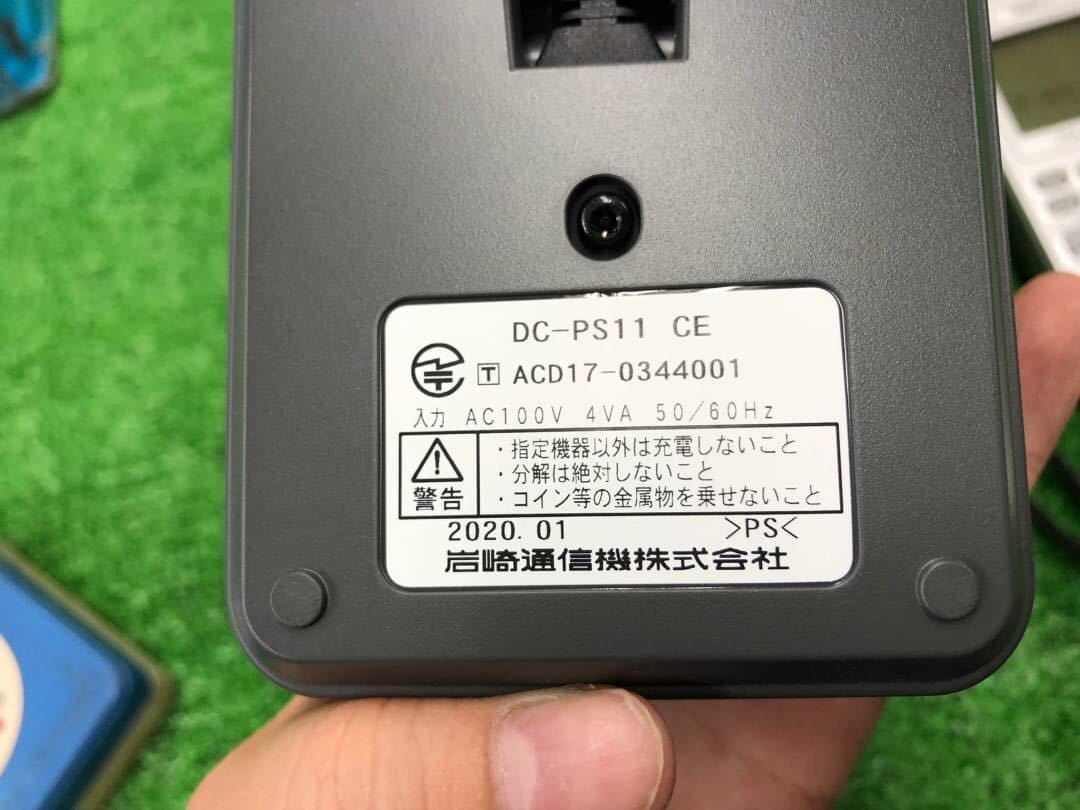 DC-PS11 CE
T ACD17-0344001
入力 AC100V 4VA 50/60Hz
警告
・指定機器以外は充電しないこと
・分解は絶対しないこと
・コイン等の金属物を乗せないこと
2020.01 >PS<
岩崎通信機株式会社